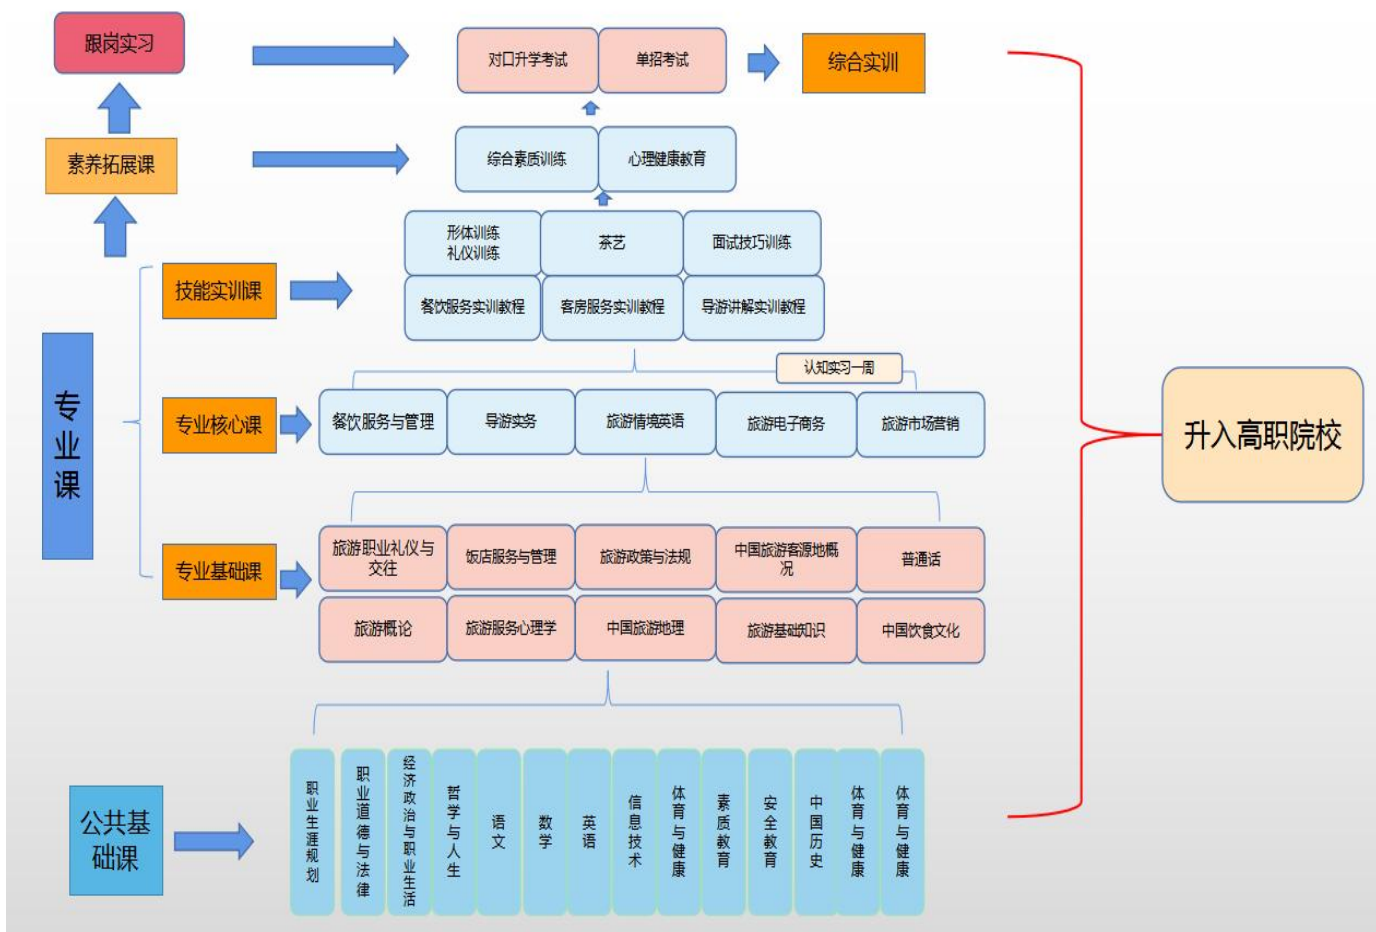 跟岗实习
对口升学考试
单招考试
综合实训
素养拓展课
综合素质训练
心理健康教育
形体训练
礼仪训练
茶艺
面试技巧训练
技能实训课
餐饮服务实训教程
客房服务实训教程
导游讲解实训教程
认知实习一周
专业课
专业核心课
餐饮服务与管理
导游实务
旅游情境英语
旅游电子商务
旅游市场营销
升入高职院校
专业基础课
旅游职业礼仪与
交往
饭店服务与管理
旅游政策与法规
中国旅游客源地概
况
普通话
旅游概论
旅游服务心理学
中国旅游地理
旅游基础知识
中国饮食文化
公共基
础课
职业生涯规划
职业道德与法律
经济政治与职业生活
哲学与人生
语文
数学
英语
信息技术
体育与健康
素质教育
安全教育
中国历史
体育与健康
体育与健康